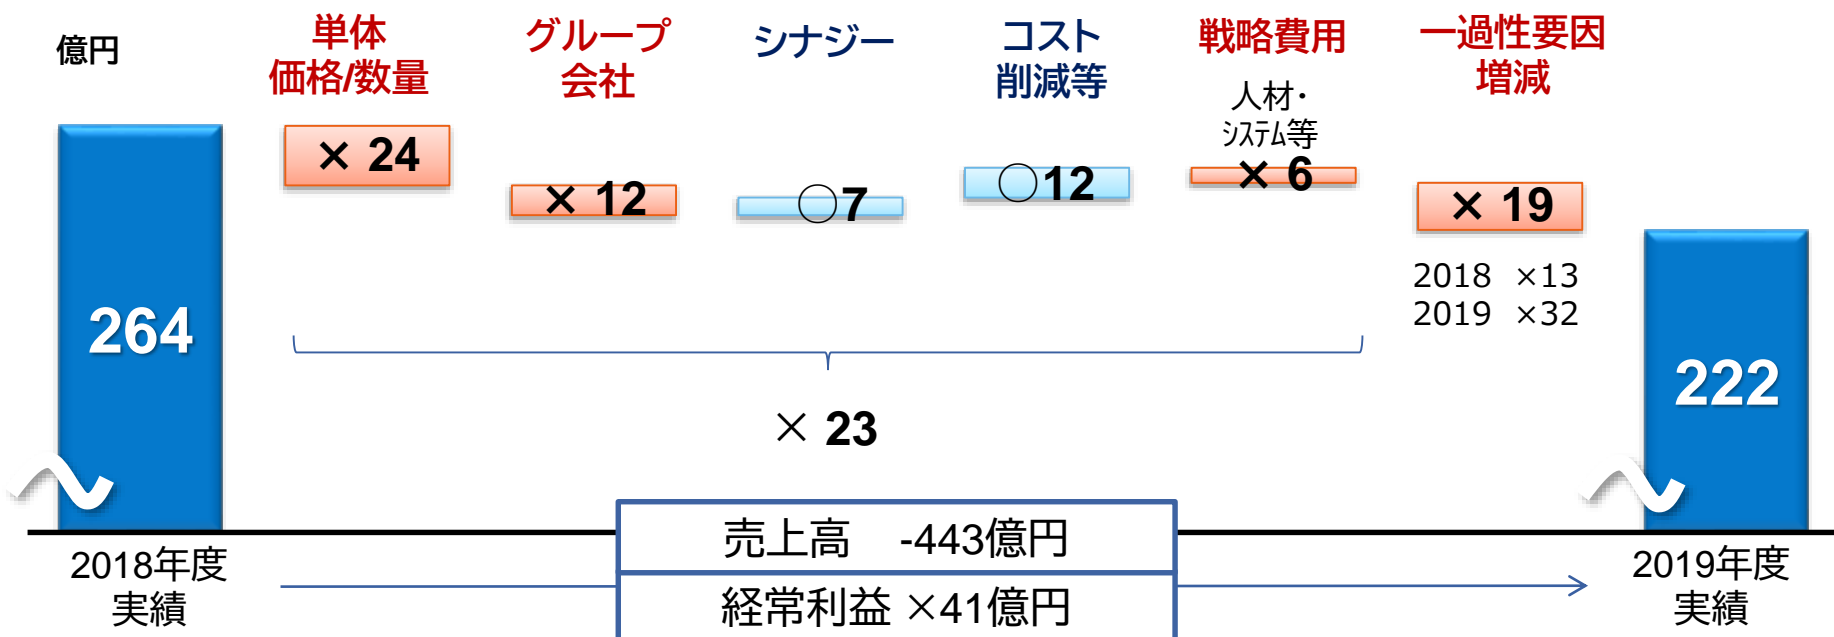 億円
単体
価格/数量
グループ
会社
シナジー
コスト
削減等
戦略費用
人材・
システム等
一過性要因
増減
× 24
× 12
○7
○12
× 6
× 19
2018 ×13
2019 ×32
264
222
× 23
売上高 -443億円
経常利益 ×41億円
2018年度
実績
2019年度
実績